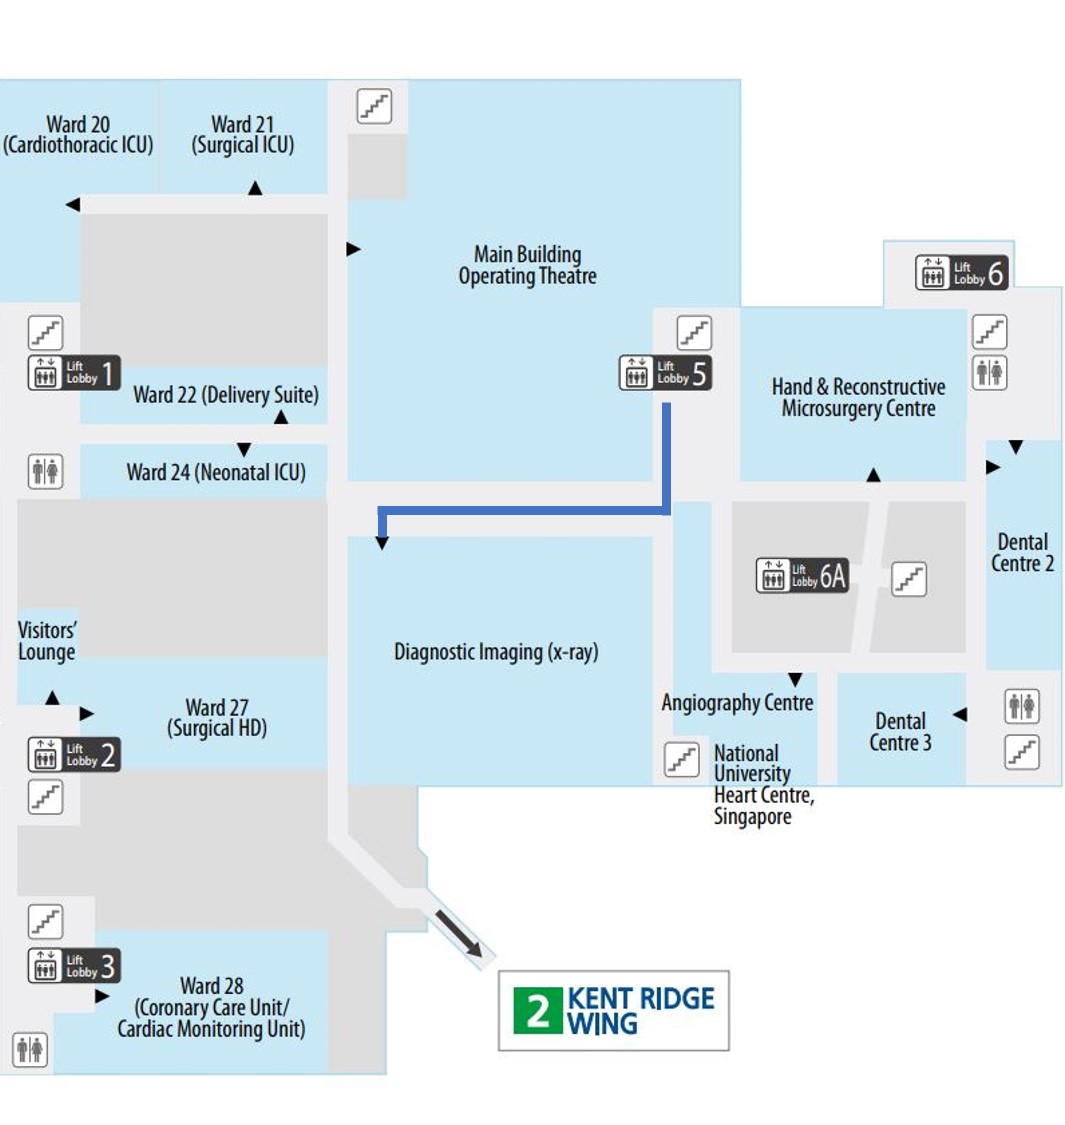 Ward 20
(Cardiothoracic ICU)
Ward 21
(Surgical ICU)
Main Building
Operating Theatre
Lift
Lobby 6
Lift
Lobby 1
Lift
Lobby 5
Ward 22 (Delivery Suite)
Hand & Reconstructive
Microsurgery Centre
Ward 24 (Neonatal ICU)
Dental
Centre 2
Lift
Lobby 6A
Visitors'
Lounge
Diagnostic Imaging (x-ray)
Ward 27
(Surgical HD)
Angiography Centre
Dental
Centre 3
Lift
Lobby 2
National
University
Heart Centre,
Singapore
Lift
Lobby 3
Ward 28
(Coronary Care Unit/
Cardiac Monitoring Unit)
2 KENT RIDGE
WING